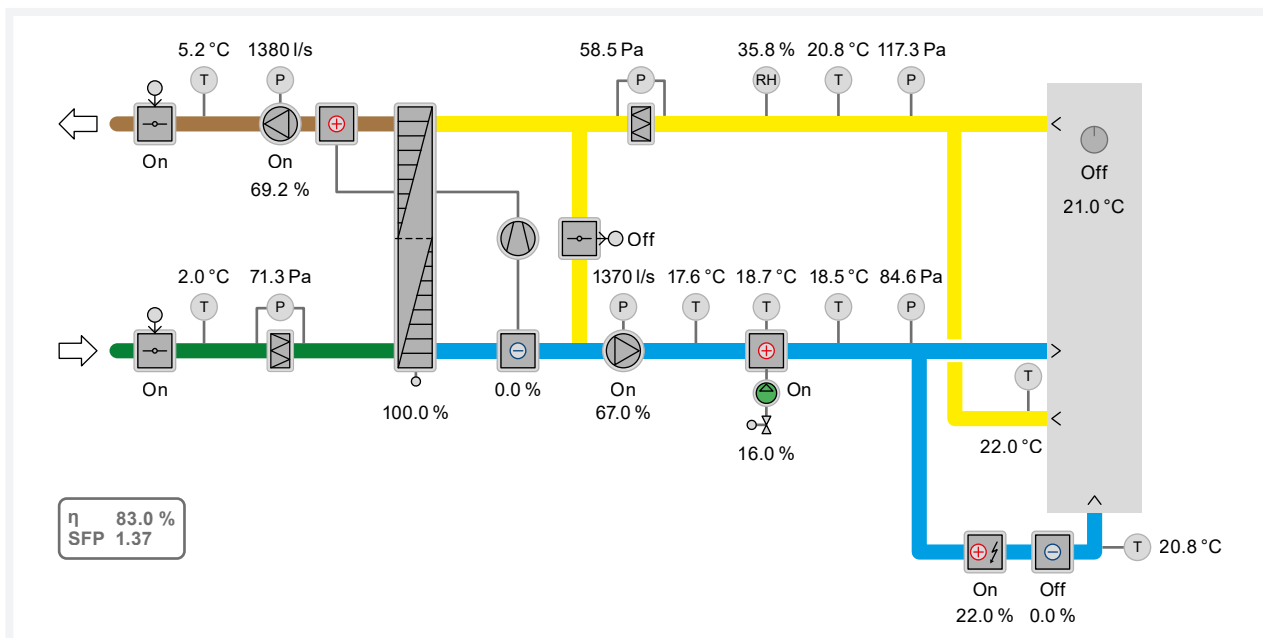 5.2 °C 1380 l/s 58.5 Pa 35.8 % 20.8 °C 117.3 Pa
T P P RH T P
On On Off
69.2 % 21.0 °C
Off
2.0 °C 71.3 Pa 1370 l/s 17.6 °C 18.7 °C 18.5 °C 84.6 Pa
T P P T T T P
T
On 100.0 % 0.0 % On On
67.0 %
16.0 % 22.0 °C
η 83.0 %
SFP 1.37
T 20.8 °C
On Off
22.0 % 0.0 %